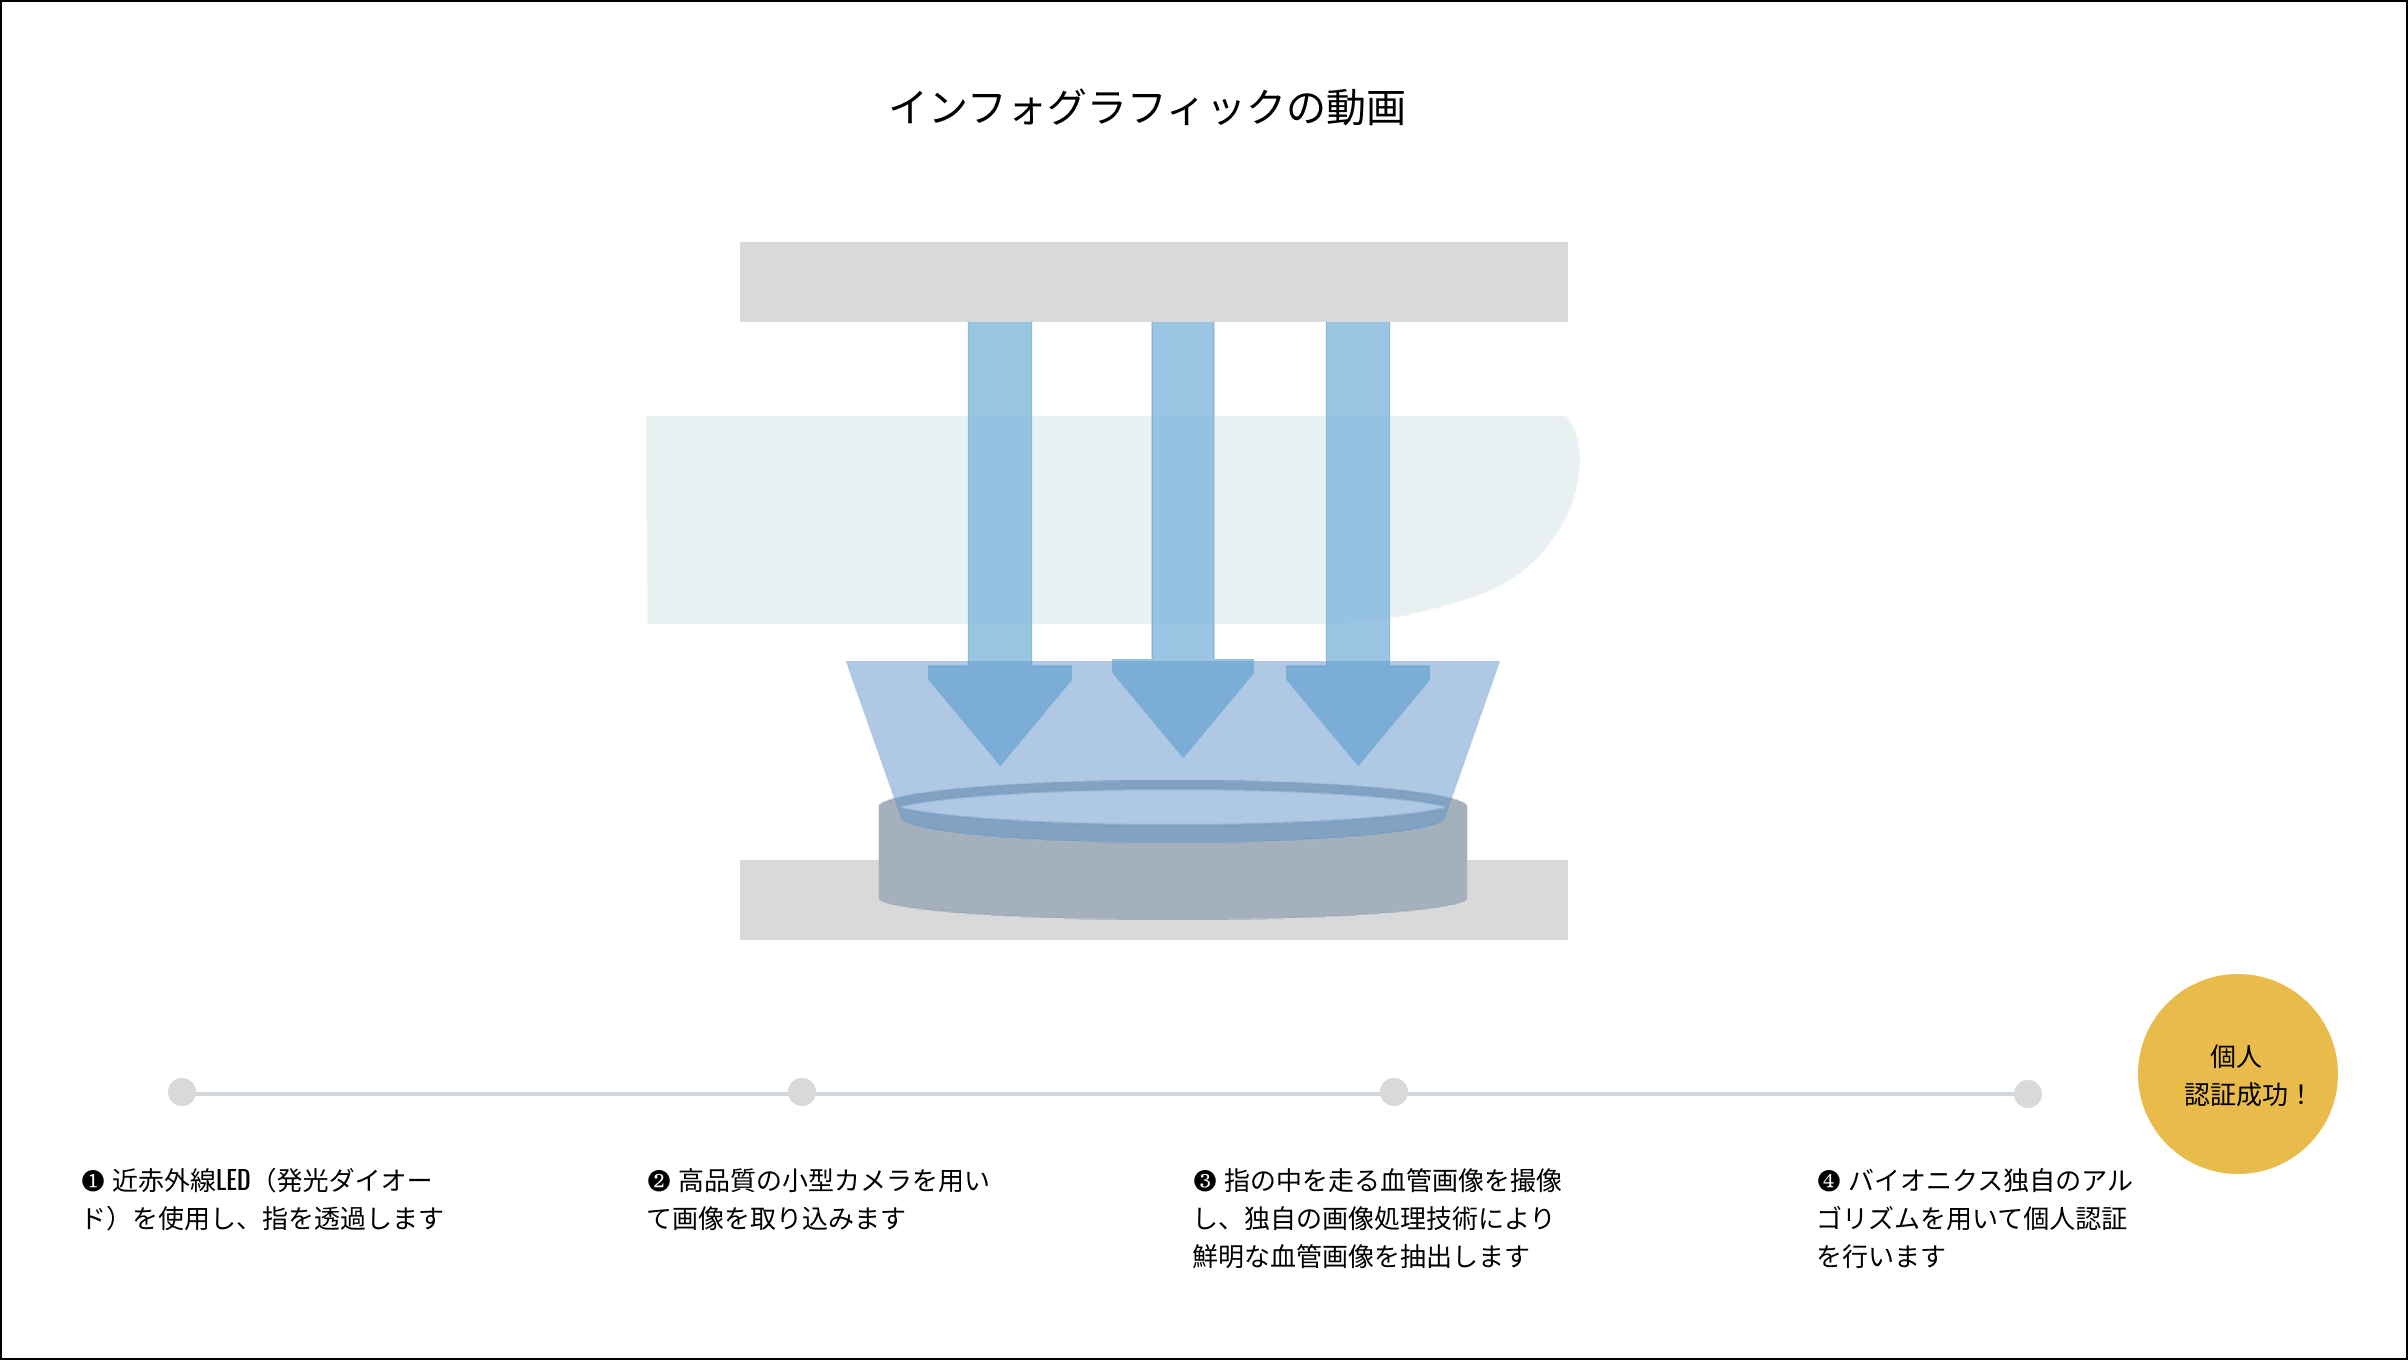 インフォグラフィックの動画
個人
認証成功！
❶ 近赤外線LED（発光ダイオー
ド）を使用し、指を透過します
❷ 高品質の小型カメラを用い
て画像を取り込みます
❸ 指の中を走る血管画像を撮像
し、独自の画像処理技術により
鮮明な血管画像を抽出します
❹ バイオニクス独自のアル
ゴリズムを用いて個人認証
を行います